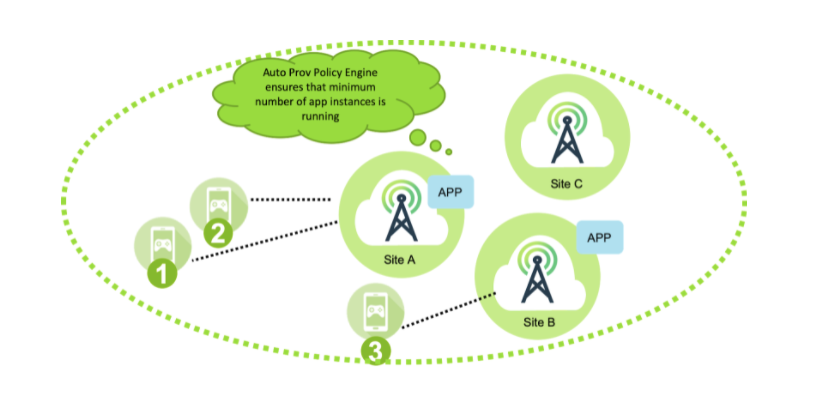 Auto Prov Policy Engine
ensures that minimum
number of app instances is
running
Site C
APP
2
Site A
APP
1
Site B
3